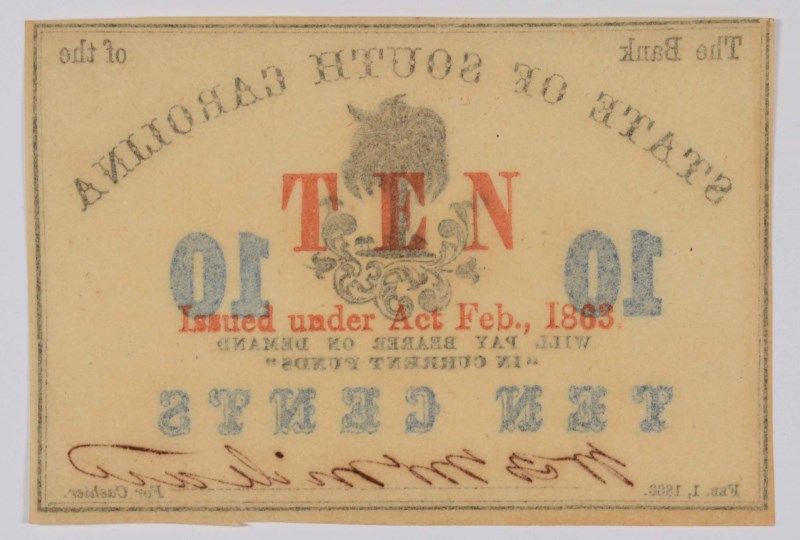 The Bank of the
STATE OF SOUTH CAROLINA
TEN
10 10
Issued under Act Feb., 1863.
WILL PAY BEARER ON DEMAND
"IN CURRENT FUNDS"
TEN CENTS
FEB. 1, 1863. For Cashier.